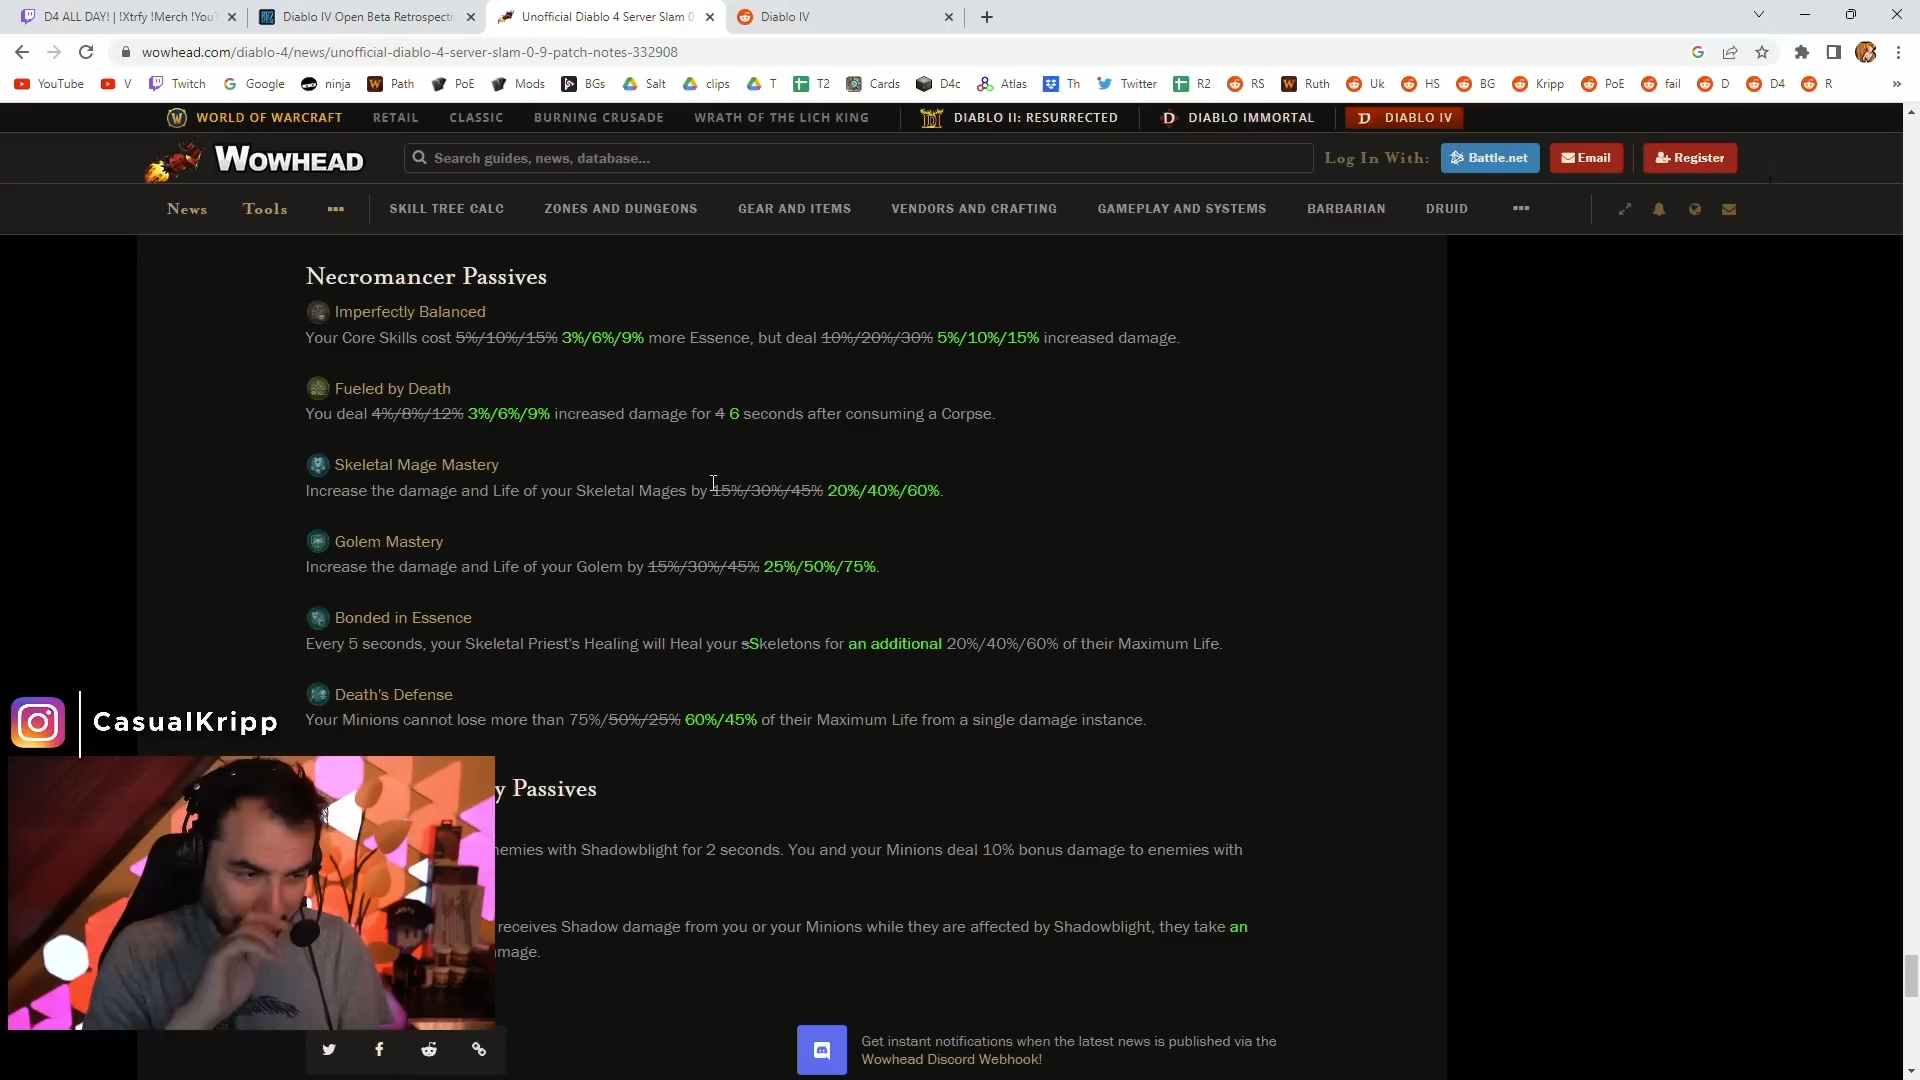 D4 ALL DAY! | !Xtrfy !Merch !You
Diablo IV Open Beta Retrospecti
Unofficial Diablo 4 Server Slam 0
Diablo IV
wowhead.com/diablo-4/news/unofficial-diablo-4-server-slam-0-9-patch-notes-332908
YouTube V Twitch Google ninja Path PoE Mods BGs Salt clips T T2 Cards D4c Atlas Th Twitter R2 RS Ruth Uk HS BG Kripp PoE fail D D4 R
WORLD OF WARCRAFT RETAIL CLASSIC BURNING CRUSADE WRATH OF THE LICH KING DIABLO II: RESURRECTED DIABLO IMMORTAL DIABLO IV
WOWHEAD Search guides, news, database... Log In With: Battle.net Email Register
News Tools SKILL TREE CALC ZONES AND DUNGEONS GEAR AND ITEMS VENDORS AND CRAFTING GAMEPLAY AND SYSTEMS BARBARIAN DRUID
Necromancer Passives
Imperfectly Balanced
Your Core Skills cost 5%/10%/15% 3%/6%/9% more Essence, but deal 10%/20%/30% 5%/10%/15% increased damage.
Fueled by Death
You deal 4%/8%/12% 3%/6%/9% increased damage for 4 6 seconds after consuming a Corpse.
Skeletal Mage Mastery
Increase the damage and Life of your Skeletal Mages by 15%/30%/45% 20%/40%/60%.
Golem Mastery
Increase the damage and Life of your Golem by 15%/30%/45% 25%/50%/75%.
Bonded in Essence
Every 5 seconds, your Skeletal Priest's Healing will Heal your sSkeletons for an additional 20%/40%/60% of their Maximum Life.
Death's Defense
Your Minions cannot lose more than 75%/50%/25% 60%/45% of their Maximum Life from a single damage instance.
CasualKripp
y Passives
nemies with Shadowblight for 2 seconds. You and your Minions deal 10% bonus damage to enemies with
receives Shadow damage from you or your Minions while they are affected by Shadowblight, they take an
amage.
Get instant notifications when the latest news is published via the
Wowhead Discord Webhook!